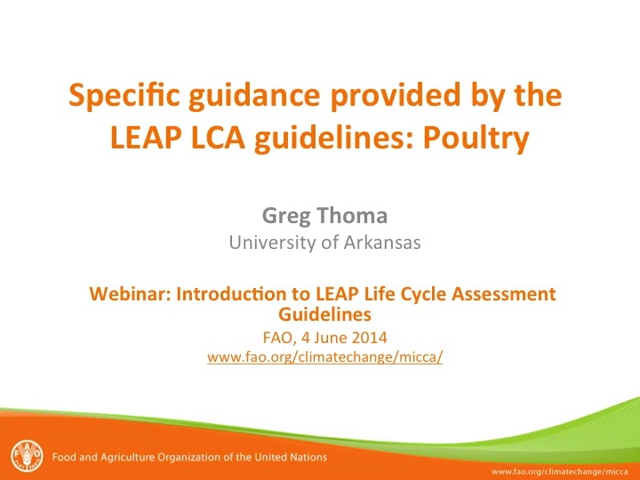 Specific guidance provided by the
LEAP LCA guidelines: Poultry
Greg Thoma
University of Arkansas
Webinar: Introduction to LEAP Life Cycle Assessment
Guidelines
FAO, 4 June 2014
www.fao.org/climatechange/micca/
Food and Agriculture Organization of the United Nations
www.fao.org/climatechange/micca